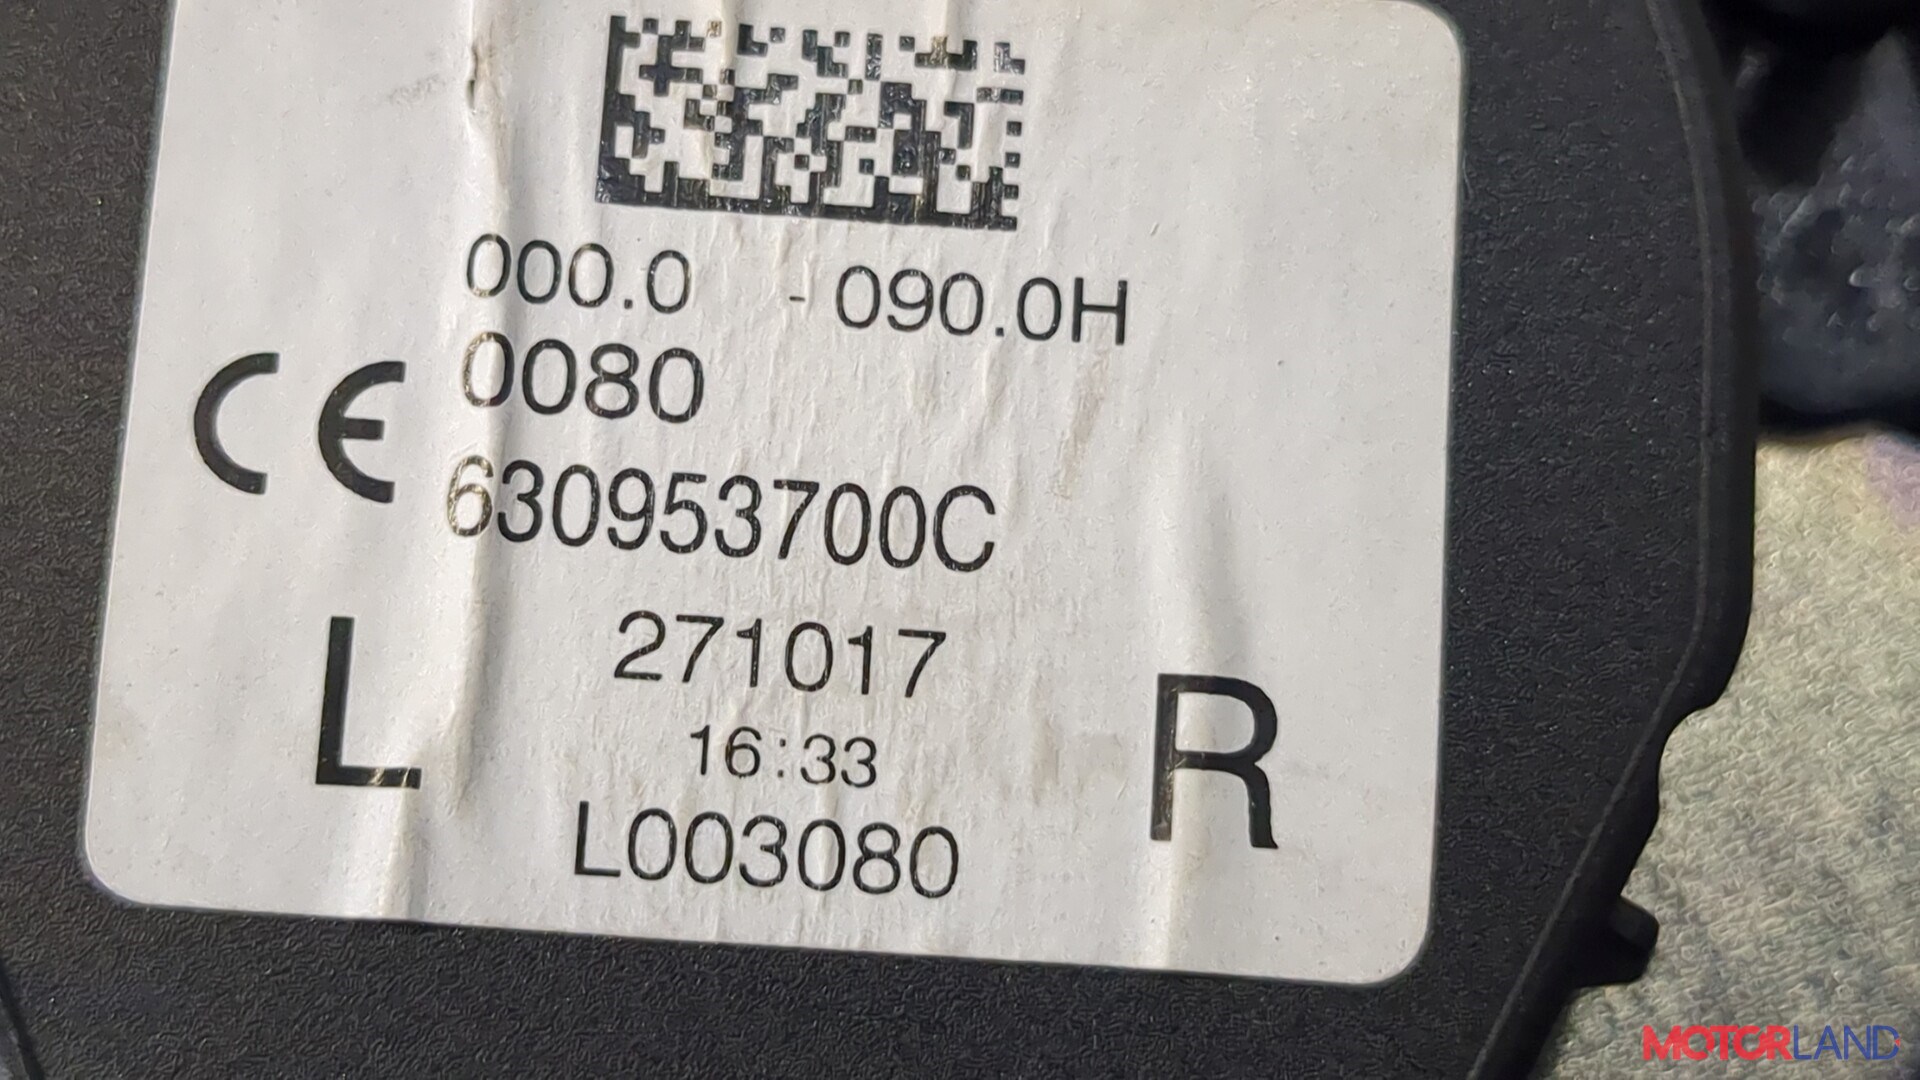 000.0 - 090.0H
CE 0080
630953700C
271017
L R
16:33
L003080
MOTORLAND